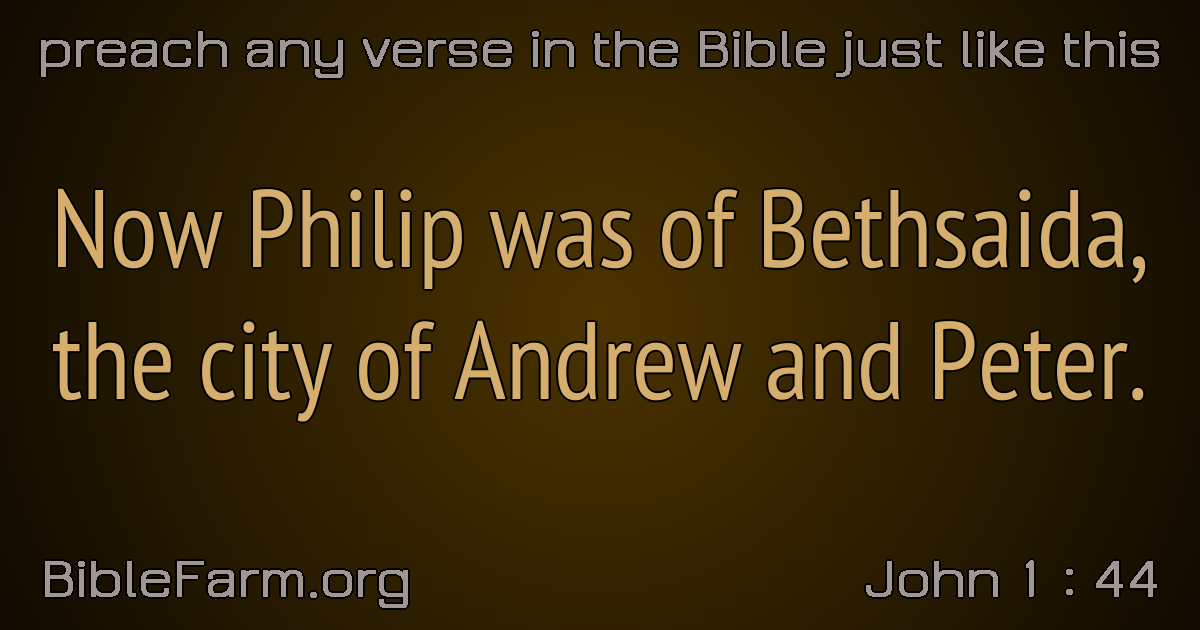 preach any verse in the Bible just like this
Now Philip was of Bethsaida,
the city of Andrew and Peter.
BibleFarm.org
John 1 : 44